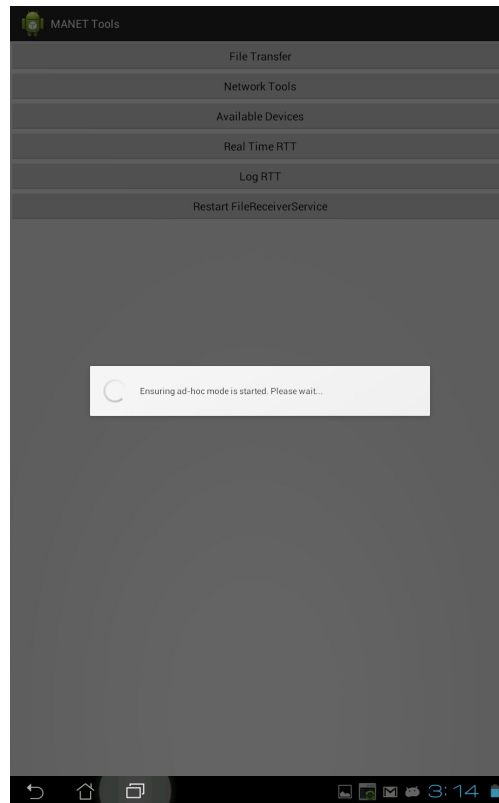 MANET Tools
File Transfer
Network Tools
Available Devices
Real Time RTT
Log RTT
Restart FileReceiverService
Ensuring ad-hoc mode is started. Please wait...
3:14